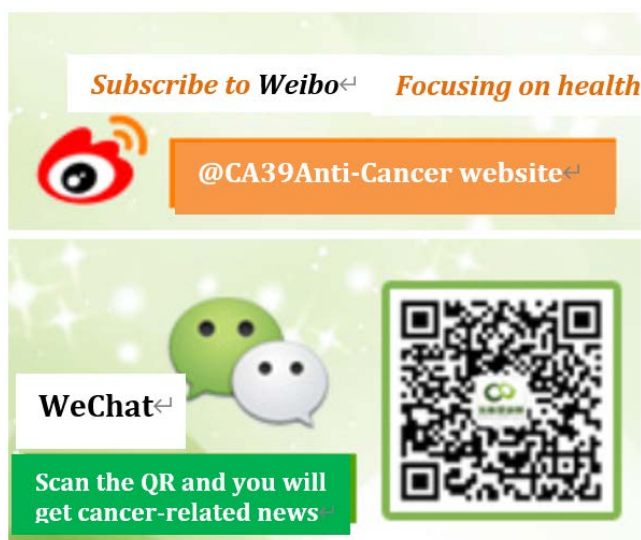 Subscribe to Weibo Focusing on health
@CA39Anti-Cancer website
WeChat
Scan the QR and you will
get cancer-related news